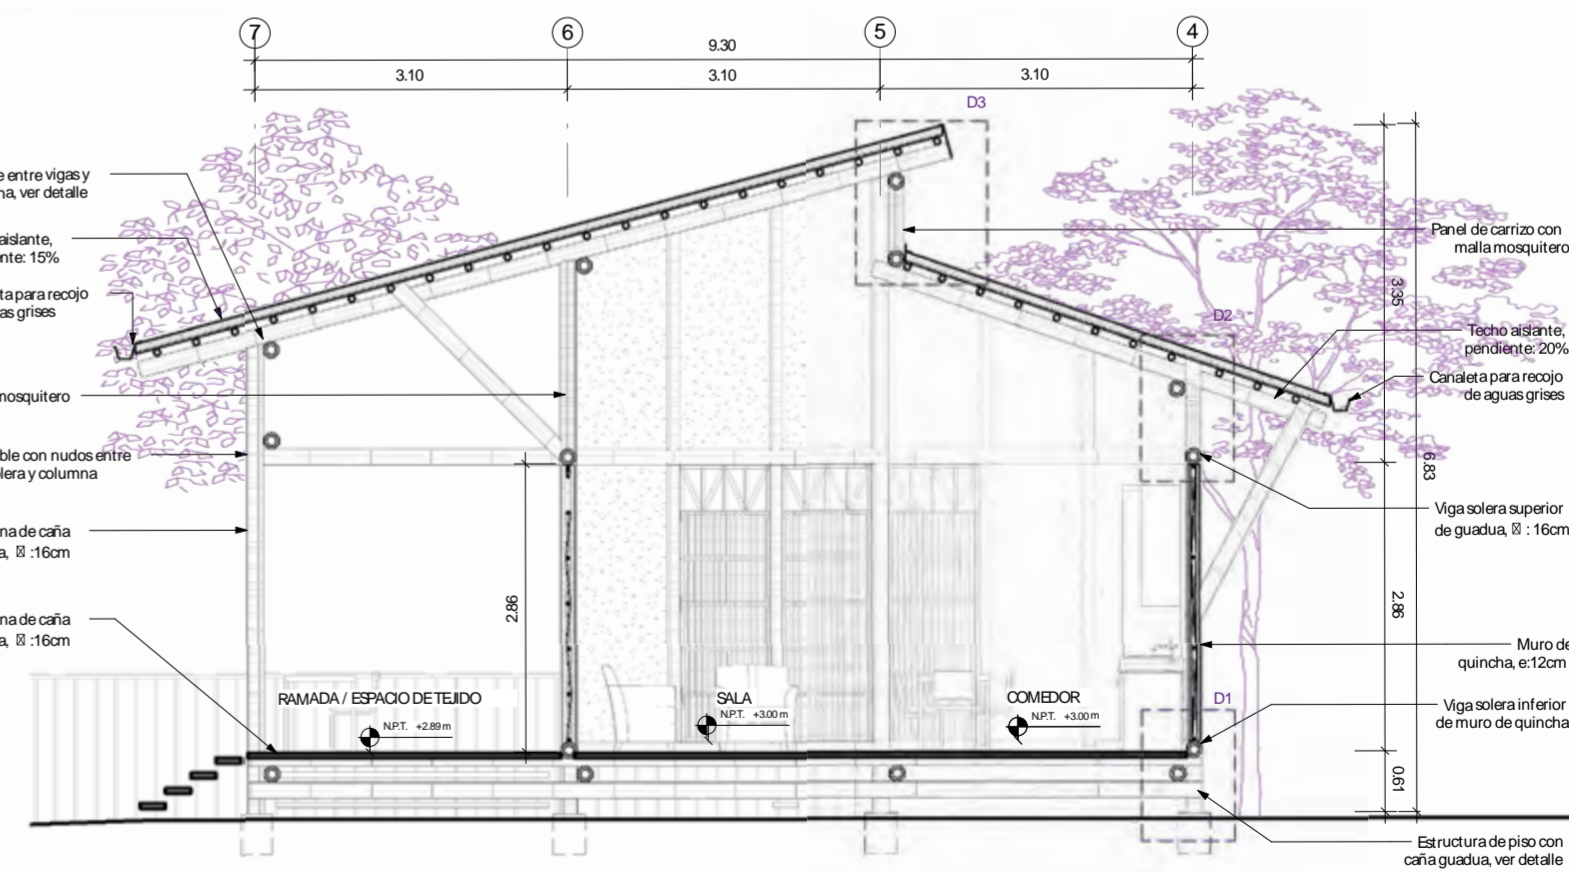 7
6
5
4
9.30
3.10
3.10
3.10
D3
e entre vigas y
na, ver detalle
aislante,
ente: 15%
ta para recojo
as grises
mosquitero
ble con nudos entre
olera y columna
na de caña
a, ⍰ :16cm
na de caña
a, ⍰ :16cm
2.86
RAMADA / ESPACIO DE TEJIDO
N.P.T. +2.89 m
SALA
N.P.T. +3.00 m
COMEDOR
N.P.T. +3.00 m
D2
D1
3.35
6.83
2.86
0.61
Panel de carrizo con
malla mosquitero
Techo aislante,
pendiente: 20%
Canaleta para recojo
de aguas grises
Viga solera superior
de guadua, ⍰ : 16cm
Muro de
quincha, e:12cm
Viga solera inferior
de muro de quincha
Estructura de piso con
caña guadua, ver detalle